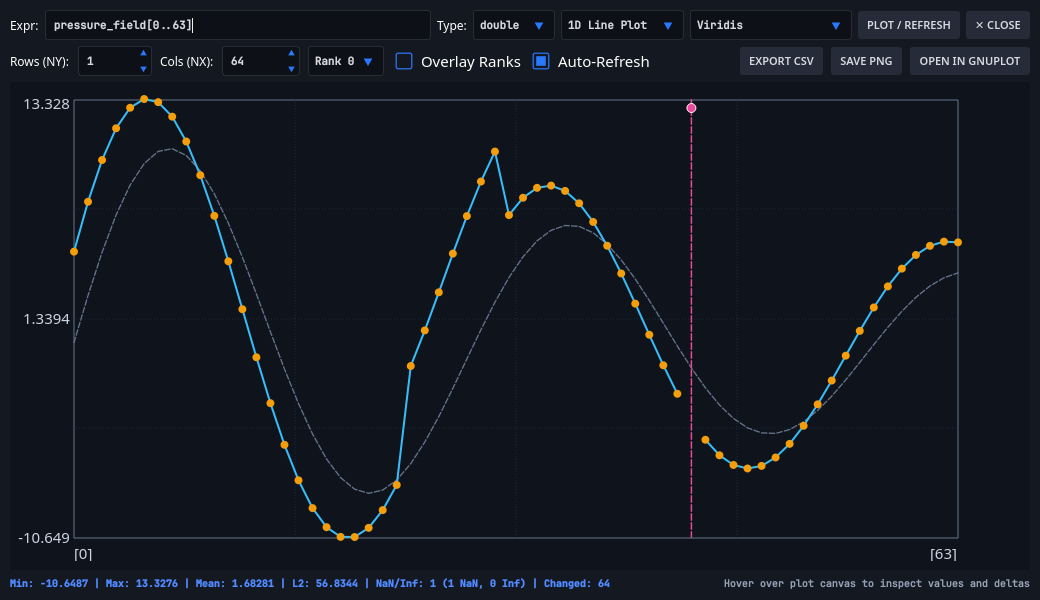 Expr: pressure_field[0..63] Type: double 1D Line Plot Viridis PLOT / REFRESH × CLOSE
Rows (NY): 1 Cols (NX): 64 Rank 0 Overlay Ranks Auto-Refresh EXPORT CSV SAVE PNG OPEN IN GNUPLOT
13.328
1.3394
-10.649
[0] [63]
Min: -10.6487 | Max: 13.3276 | Mean: 1.68281 | L2: 56.8344 | NaN/Inf: 1 (1 NaN, 0 Inf) | Changed: 64 Hover over plot canvas to inspect values and deltas